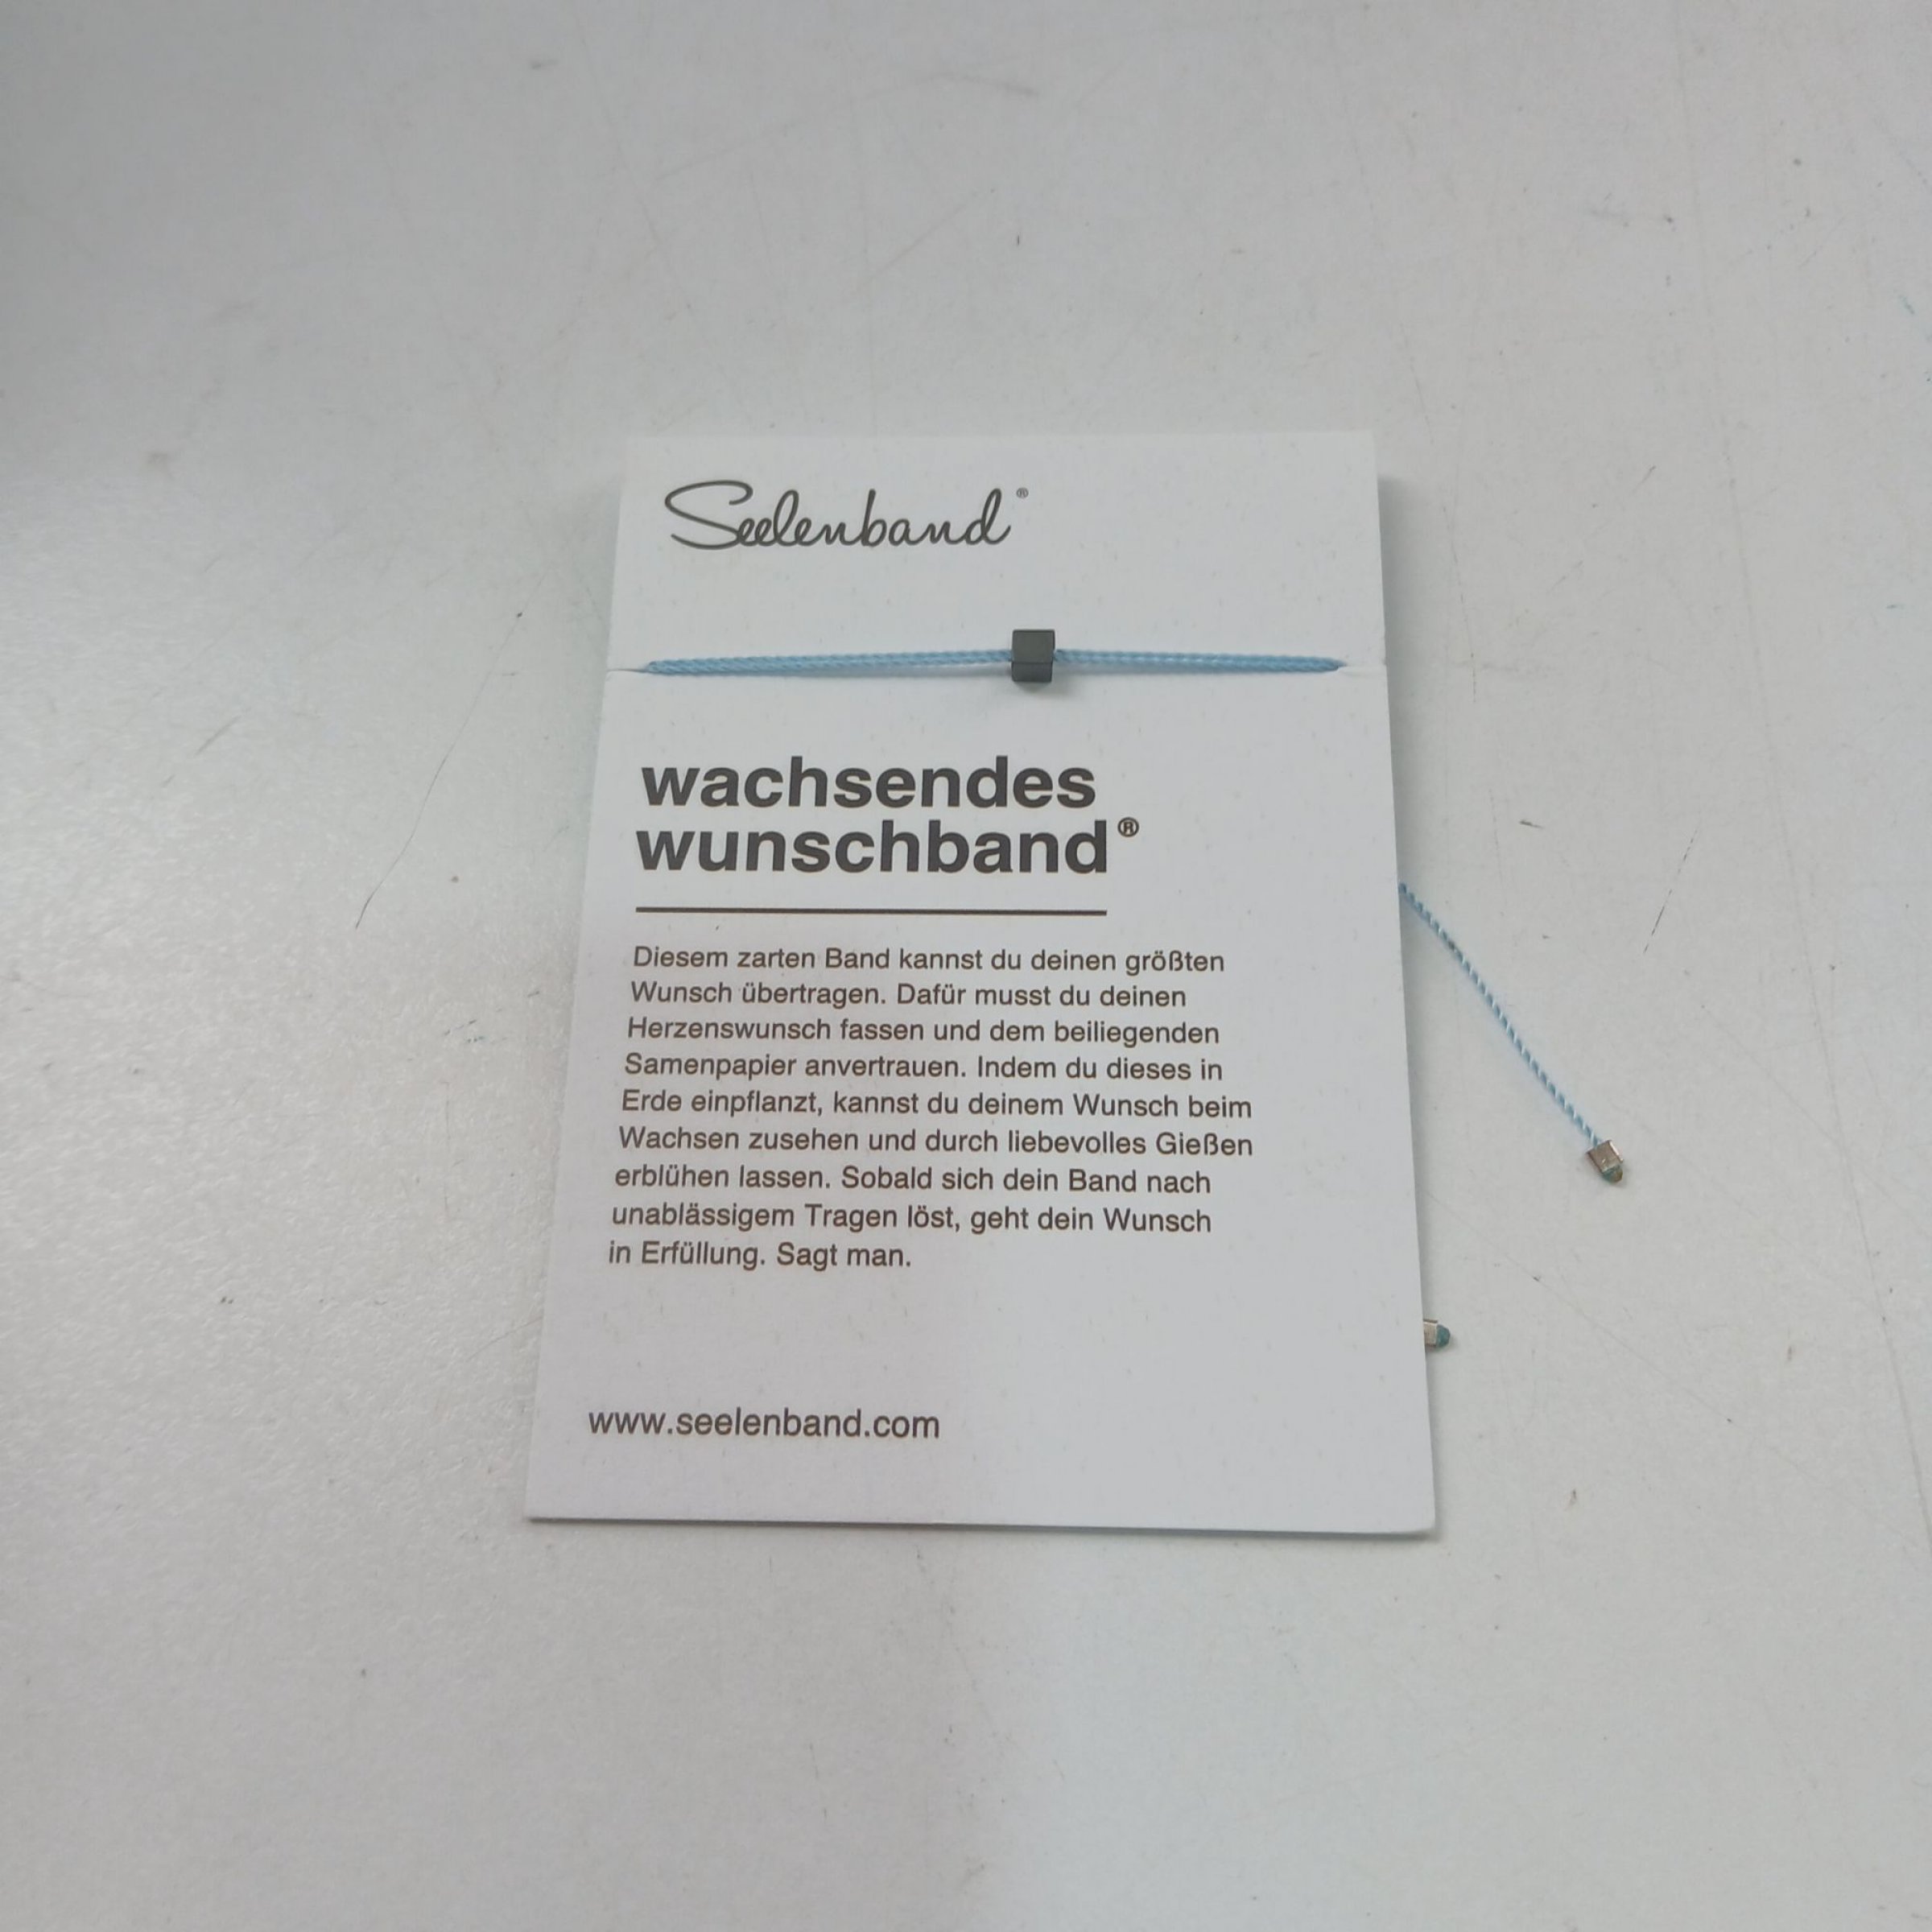 Seelenband®
wachsendes
wunschband®
Diesem zarten Band kannst du deinen größten
Wunsch übertragen. Dafür musst du deinen
Herzenswunsch fassen und dem beiliegenden
Samenpapier anvertrauen. Indem du dieses in
Erde einpflanzt, kannst du deinem Wunsch beim
Wachsen zusehen und durch liebevolles Gießen
erblühen lassen. Sobald sich dein Band nach
unablässigem Tragen löst, geht dein Wunsch
in Erfüllung. Sagt man.
www.seelenband.com